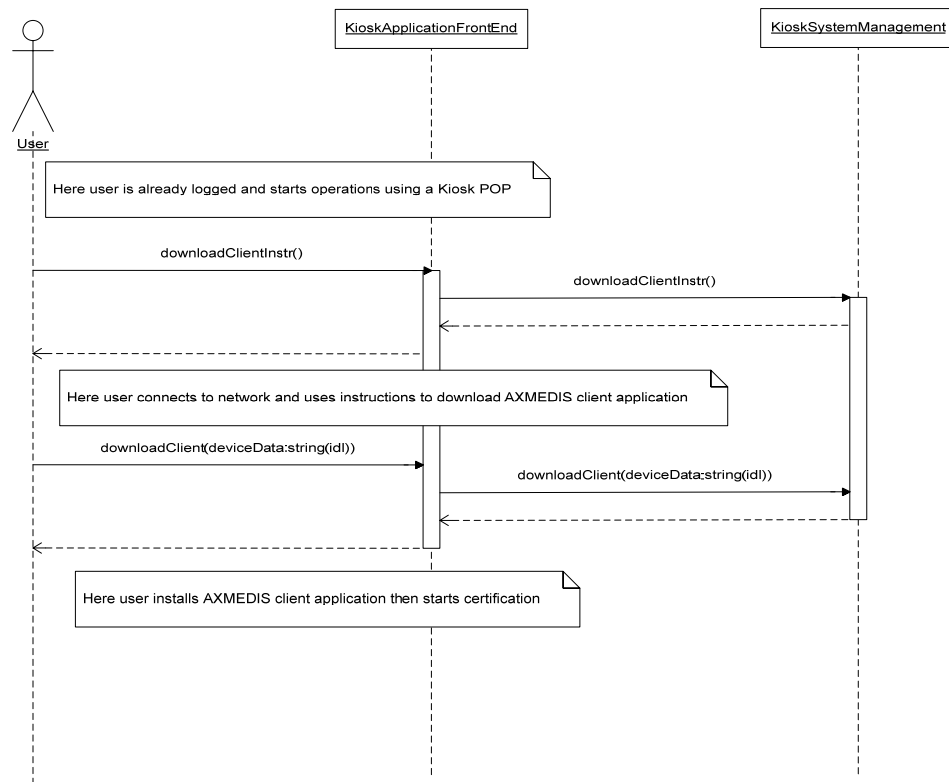 KioskApplicationFrontEnd
KioskSystemManagement
User
Here user is already logged and starts operations using a Kiosk POP
downloadClientInstr()
downloadClientInstr()
Here user connects to network and uses instructions to download AXMEDIS client application
downloadClient(deviceData:string(idl))
downloadClient(deviceData:string(idl))
Here user installs AXMEDIS client application then starts certification